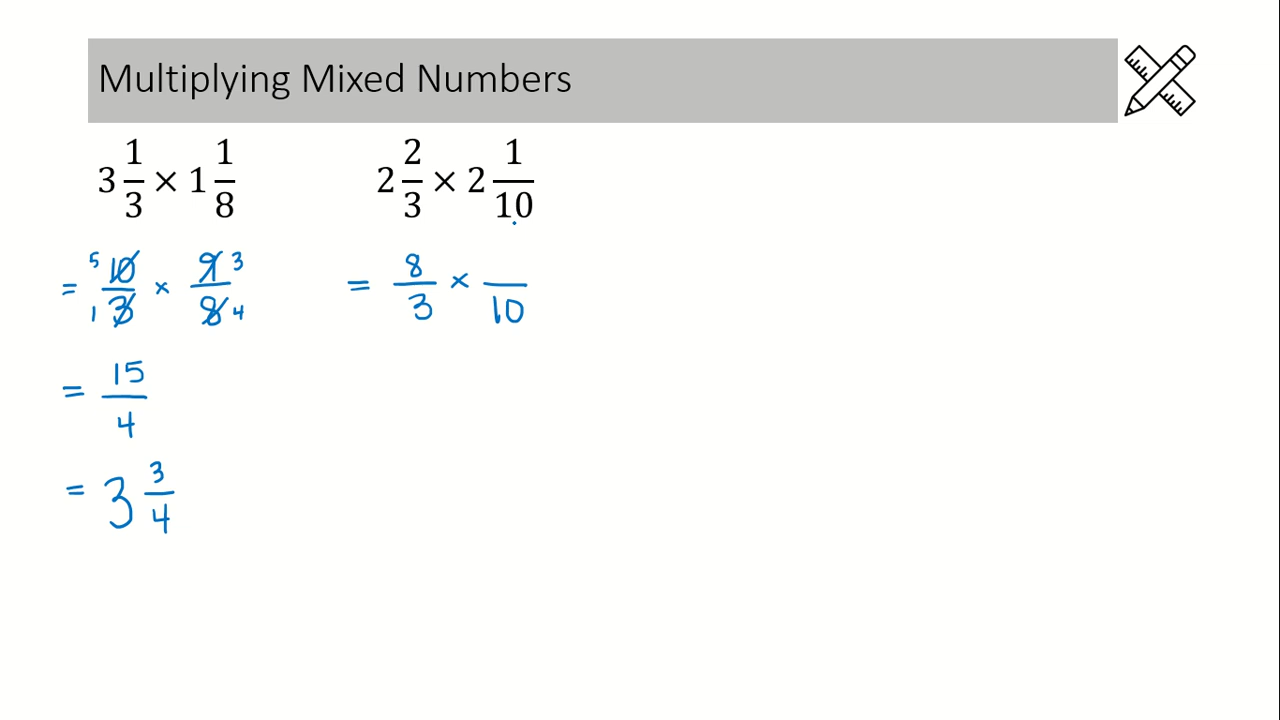 Multiplying Mixed Numbers
3 1/3 × 1 1/8
= 5 10/3 1 × 9 3/8 4
= 15/4
= 3 3/4
2 2/3 × 2 1/10
= 8/3 × /10